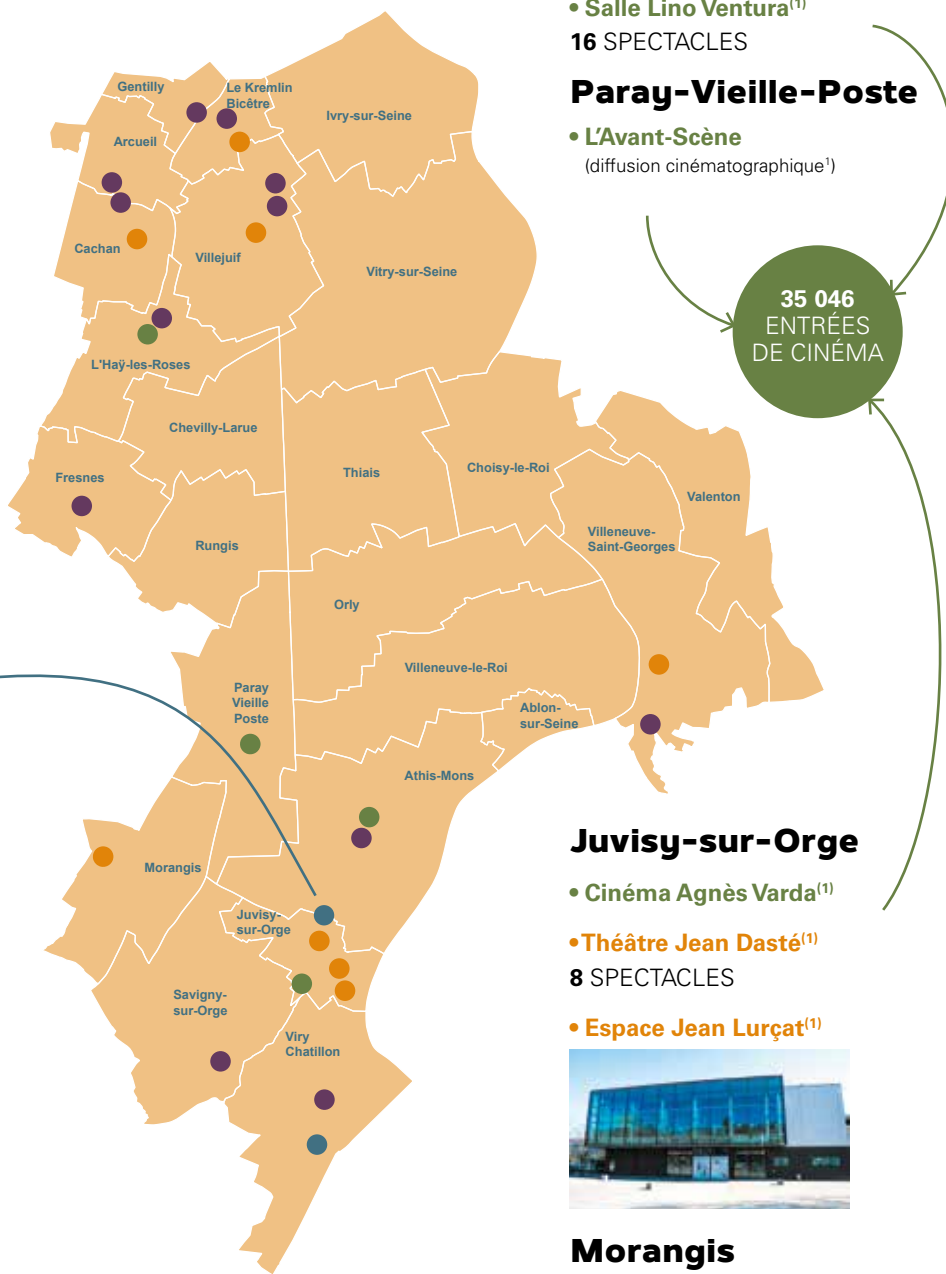 Gentilly
Le Kremlin
Bicêtre
Ivry-sur-Seine
Arcueil
Cachan
Villejuif
Vitry-sur-Seine
L'Haÿ-les-Roses
Chevilly-Larue
Thiais
Choisy-le-Roi
Fresnes
Valenton
Villeneuve-
Saint-Georges
Rungis
Orly
Villeneuve-le-Roi
Paray
Vieille
Poste
Ablon-
sur-Seine
Athis-Mons
Morangis
Juvisy-
sur-Orge
Savigny-
sur-Orge
Viry
Chatillon
• Salle Lino Ventura(1)
16 SPECTACLES
Paray-Vieille-Poste
• L'Avant-Scène
(diffusion cinématographique1)
35 046
ENTRÉES
DE CINÉMA
Juvisy-sur-Orge
• Cinéma Agnès Varda(1)
• Théâtre Jean Dasté(1)
8 SPECTACLES
• Espace Jean Lurçat(1)
Morangis